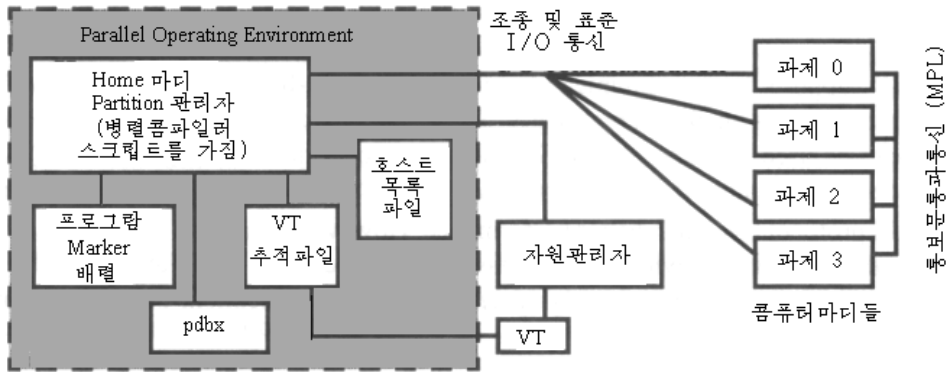 Parallel Operating Environment
Home 마디
Partition 관리자
(병렬콤파일러
스크립트를 가짐)
호스트
목록
파일
프로그람
Marker
배렬
VT
추적파일
pdbx
조종 및 표준
I/O 통신
자원관리자
VT
과제 0
과제 1
과제 2
과제 3
콤퓨터마디들
통보문통과통신 (MPL)